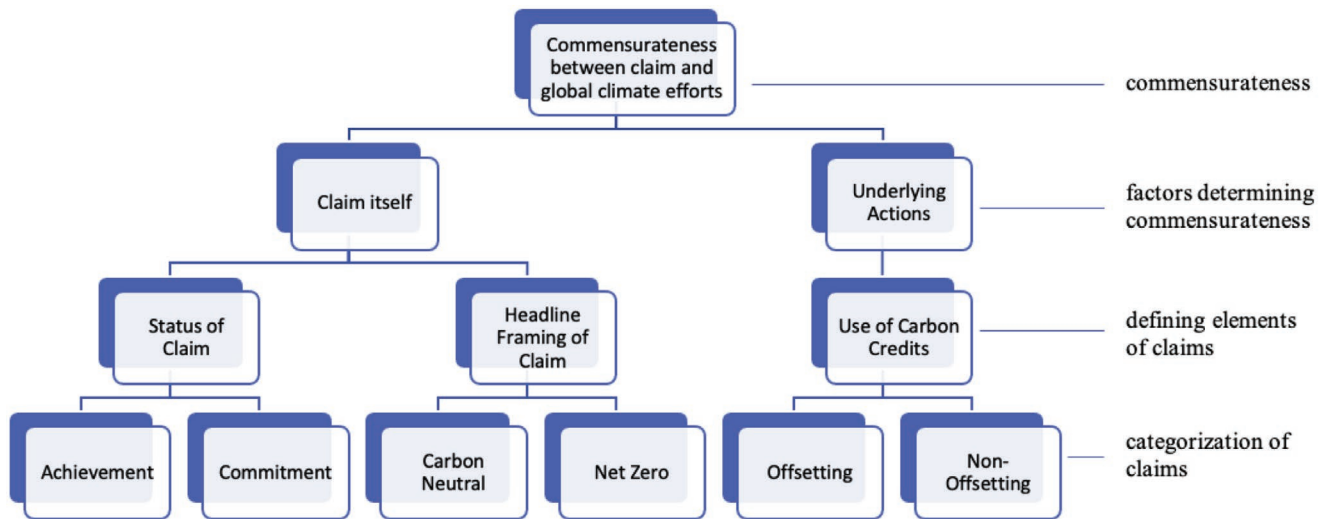 Commensurateness
between claim and
global climate efforts
commensurateness
Claim itself
Underlying
Actions
factors determining
commensurateness
Status of
Claim
Headline
Framing of
Claim
Use of Carbon
Credits
defining elements
of claims
Achievement
Commitment
Carbon
Neutral
Net Zero
Offsetting
Non-
Offsetting
categorization of
claims